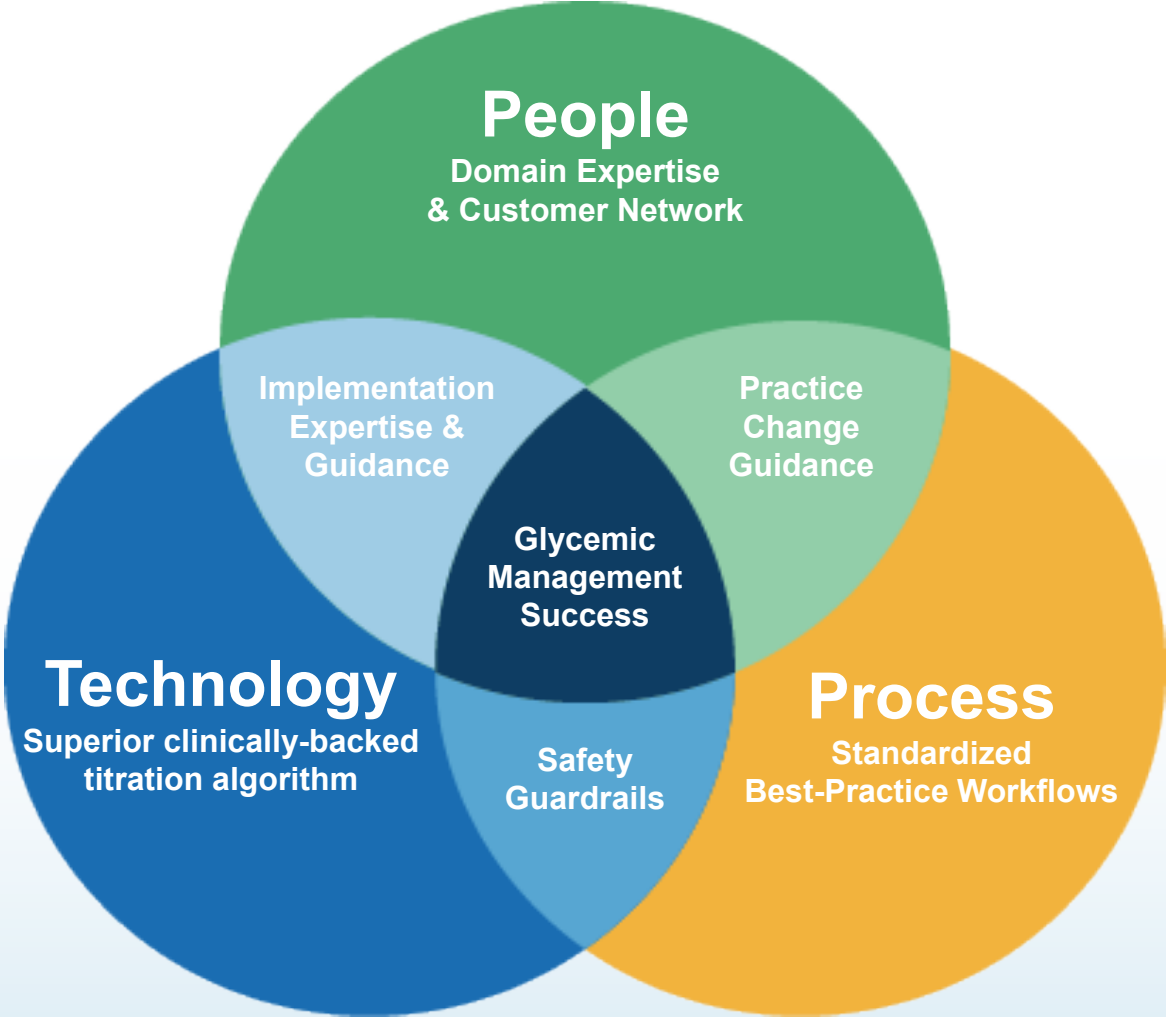 People
Domain Expertise
& Customer Network
Implementation
Expertise &
Guidance
Practice
Change
Guidance
Glycemic
Management
Success
Technology
Superior clinically-backed
titration algorithm
Process
Standardized
Best-Practice Workflows
Safety
Guardrails